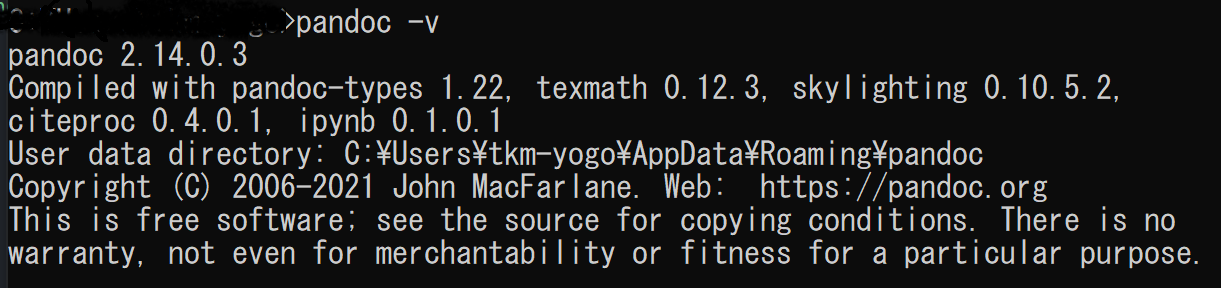 >pandoc -v
pandoc 2.14.0.3
Compiled with pandoc-types 1.22, texmath 0.12.3, skylighting 0.10.5.2,
citeproc 0.4.0.1, ipynb 0.1.0.1
User data directory: C:¥Users¥tkm-yogo¥AppData¥Roaming¥pandoc
Copyright (C) 2006-2021 John MacFarlane. Web:  https://pandoc.org
This is free software; see the source for copying conditions. There is no
warranty, not even for merchantability or fitness for a particular purpose.